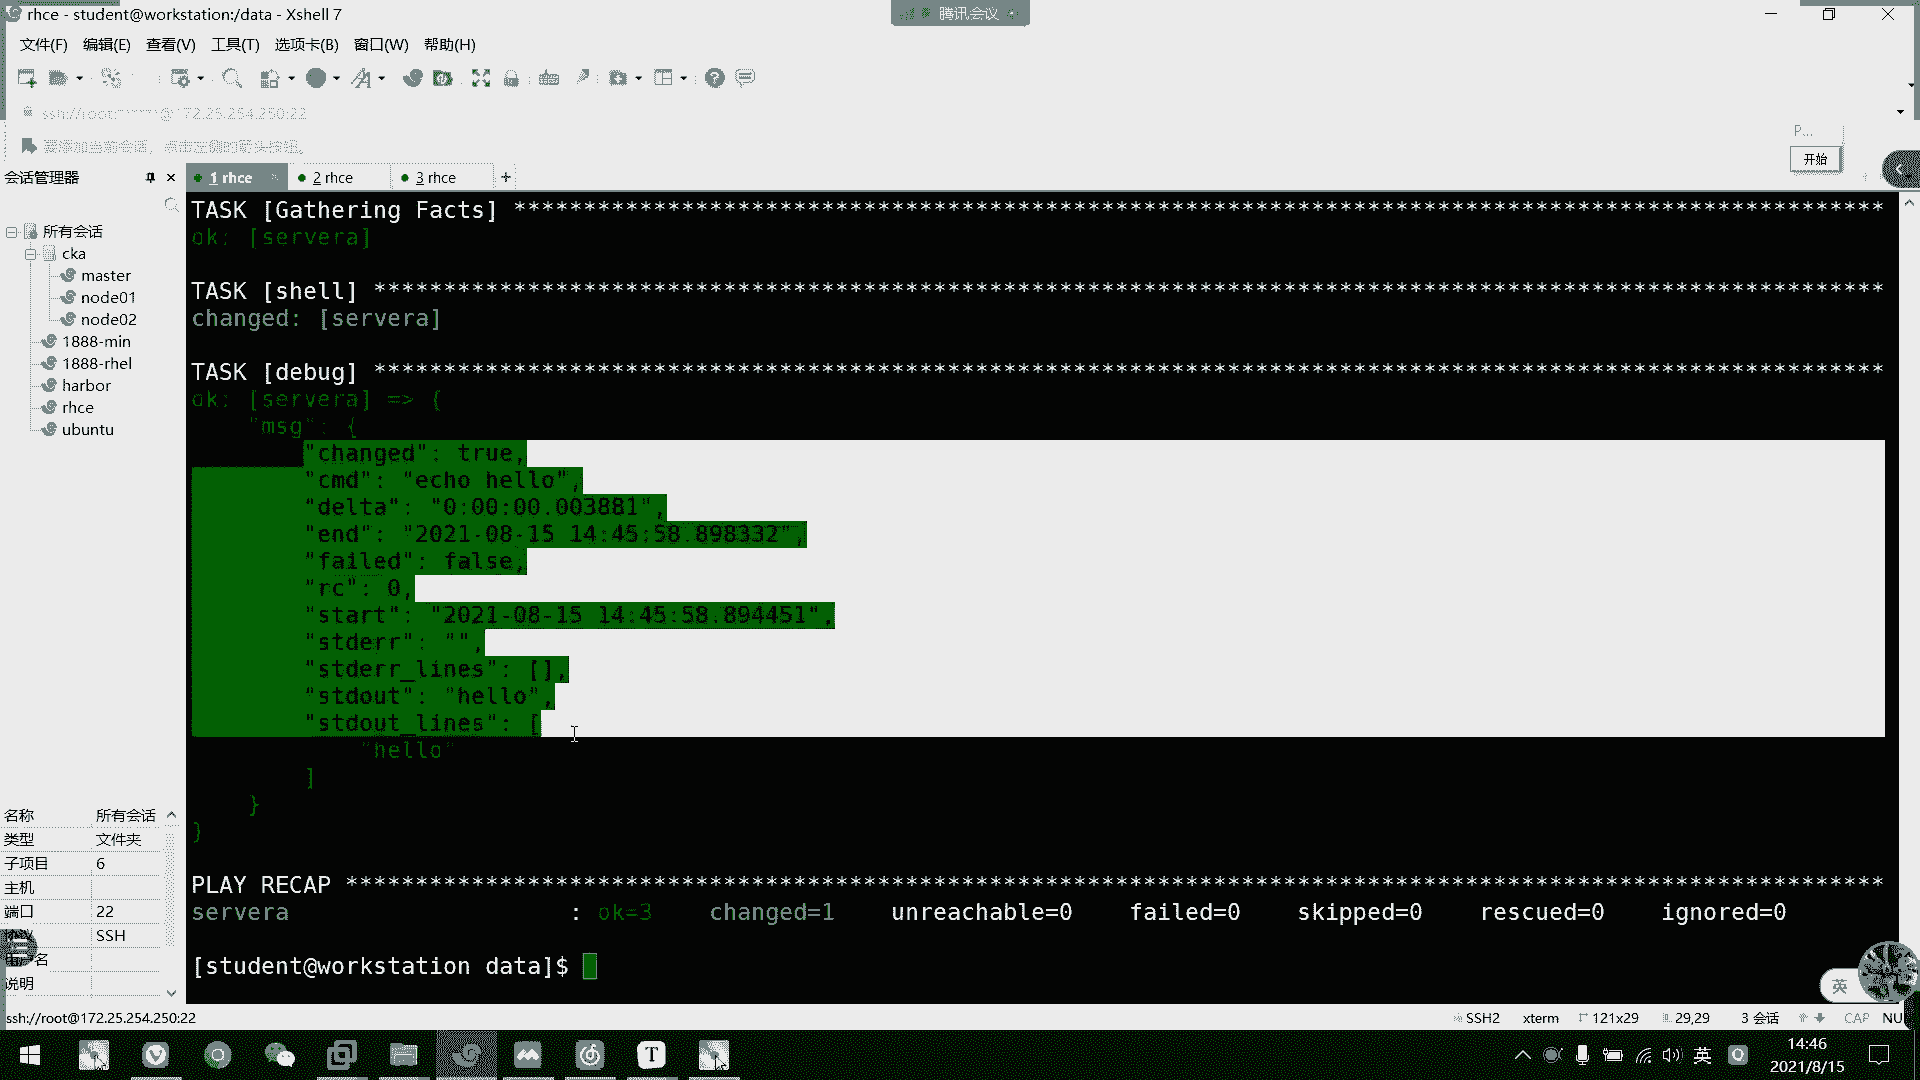 rhce - student@workstation:/data - Xshell 7
腾讯会议
文件(F) 编辑(E) 查看(V) 工具(T) 选项卡(B) 窗口(W) 帮助(H)
ssh://root:******@172.25.254.250:22
要添加当前会话，点击左侧的箭头按钮。
P...
开始
会话管理器
1 rhce
2 rhce
3 rhce
+
所有会话
cka
master
node01
node02
1888-min
1888-rhel
harbor
rhce
ubuntu
TASK [Gathering Facts] ******************************************************************************************************
ok: [servera]
TASK [shell] ****************************************************************************************************************
changed: [servera]
TASK [debug] ****************************************************************************************************************
ok: [servera] => {
"msg": {
"changed": true,
"cmd": "echo hello",
"delta": "0:00:00.003881",
"end": "2021-08-15 14:45:58.898332",
"failed": false,
"rc": 0,
"start": "2021-08-15 14:45:58.894451",
"stderr": "",
"stderr_lines": [],
"stdout": "hello",
"stdout_lines": [
"hello"
]
}
}
PLAY RECAP ******************************************************************************************************************
servera : ok=3 changed=1 unreachable=0 failed=0 skipped=0 rescued=0 ignored=0
[student@workstation data]$
名称 所有会话
类型 文件夹
子项目 6
主机
端口 22
协议 SSH
说明
英
ssh://root@172.25.254.250:22
SSH2 xterm 121x29 29,29 3 会话 CAP
T
英
14:46
2021/8/15